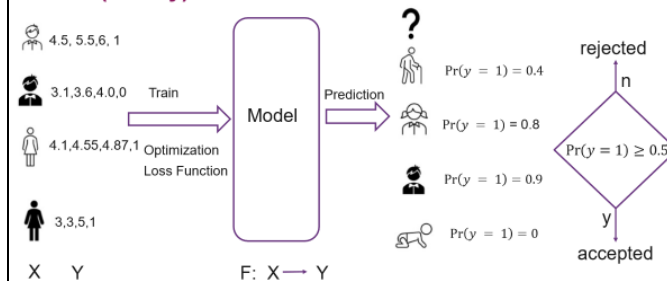 4.5, 5.5,6, 1
3.1,3.6,4.0,0
4.1,4.55,4.87,1
3,3,5,1
X Y
Train
Optimization
Loss Function
Model
F: X → Y
Prediction
?
Pr(y = 1) = 0.4
Pr(y = 1) = 0.8
Pr(y = 1) = 0.9
Pr(y = 1) = 0
rejected
n
Pr(y = 1) ≥ 0.5
y
accepted